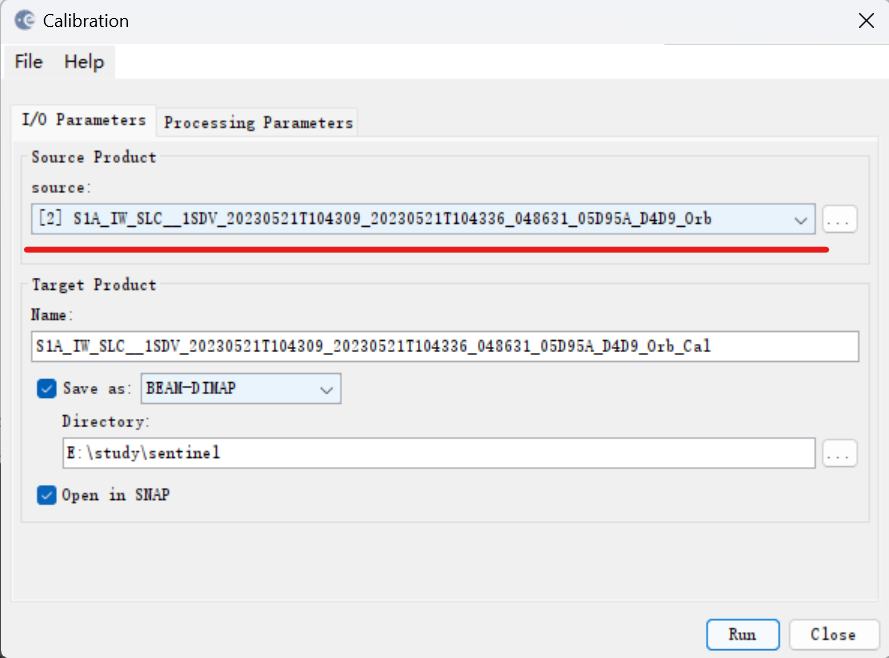 Calibration
File Help
I/O Parameters Processing Parameters
Source Product
source:
[2] S1A_IW_SLC__1SDV_20230521T104309_20230521T104336_048631_05D95A_D4D9_Orb ...
Target Product
Name:
S1A_IW_SLC__1SDV_20230521T104309_20230521T104336_048631_05D95A_D4D9_Orb_Cal
Save as: BEAM-DIMAP
Directory:
E:\study\sentinel ...
Open in SNAP
Run Close